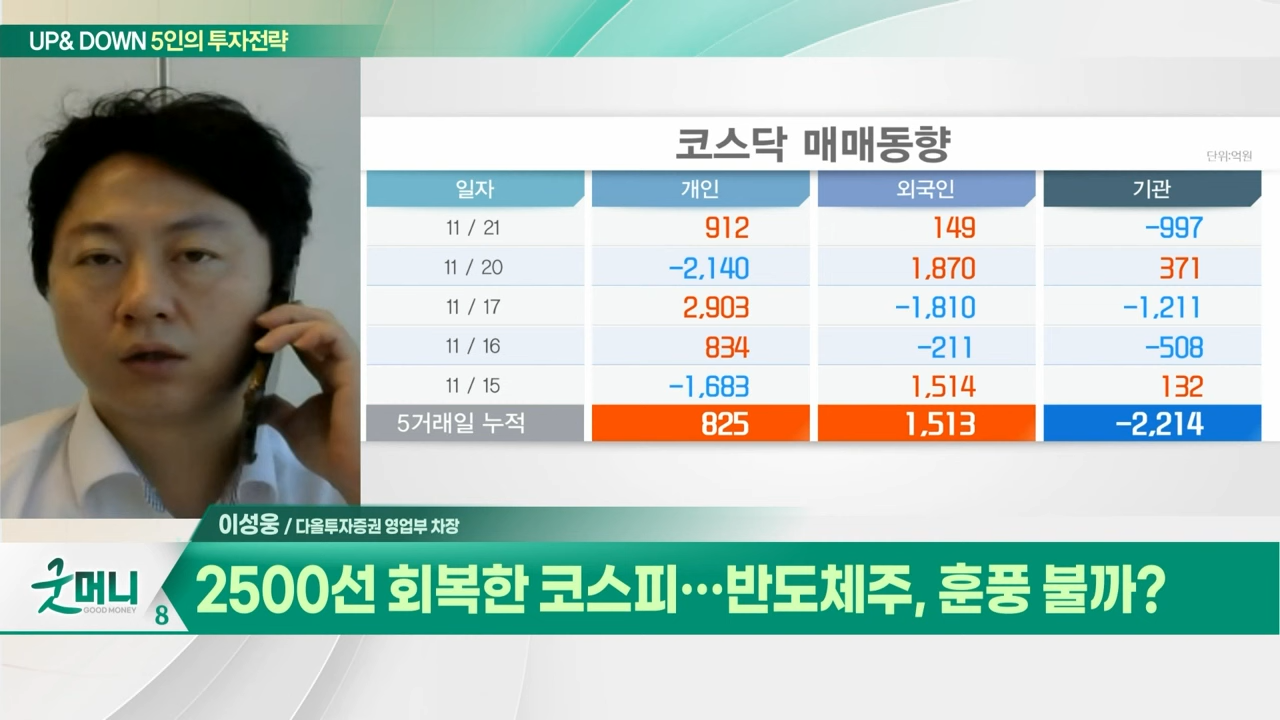 UP& DOWN 5인의 투자전략
코스닥 매매동향
단위:억원
일자 개인 외국인 기관
11 / 21 912 149 -997
11 / 20 -2,140 1,870 371
11 / 17 2,903 -1,810 -1,211
11 / 16 834 -211 -508
11 / 15 -1,683 1,514 132
5거래일 누적 825 1,513 -2,214
이성웅 / 다올투자증권 영업부 차장
굿머니
GOOD MONEY
8
2500선 회복한 코스피…반도체주, 훈풍 불까?